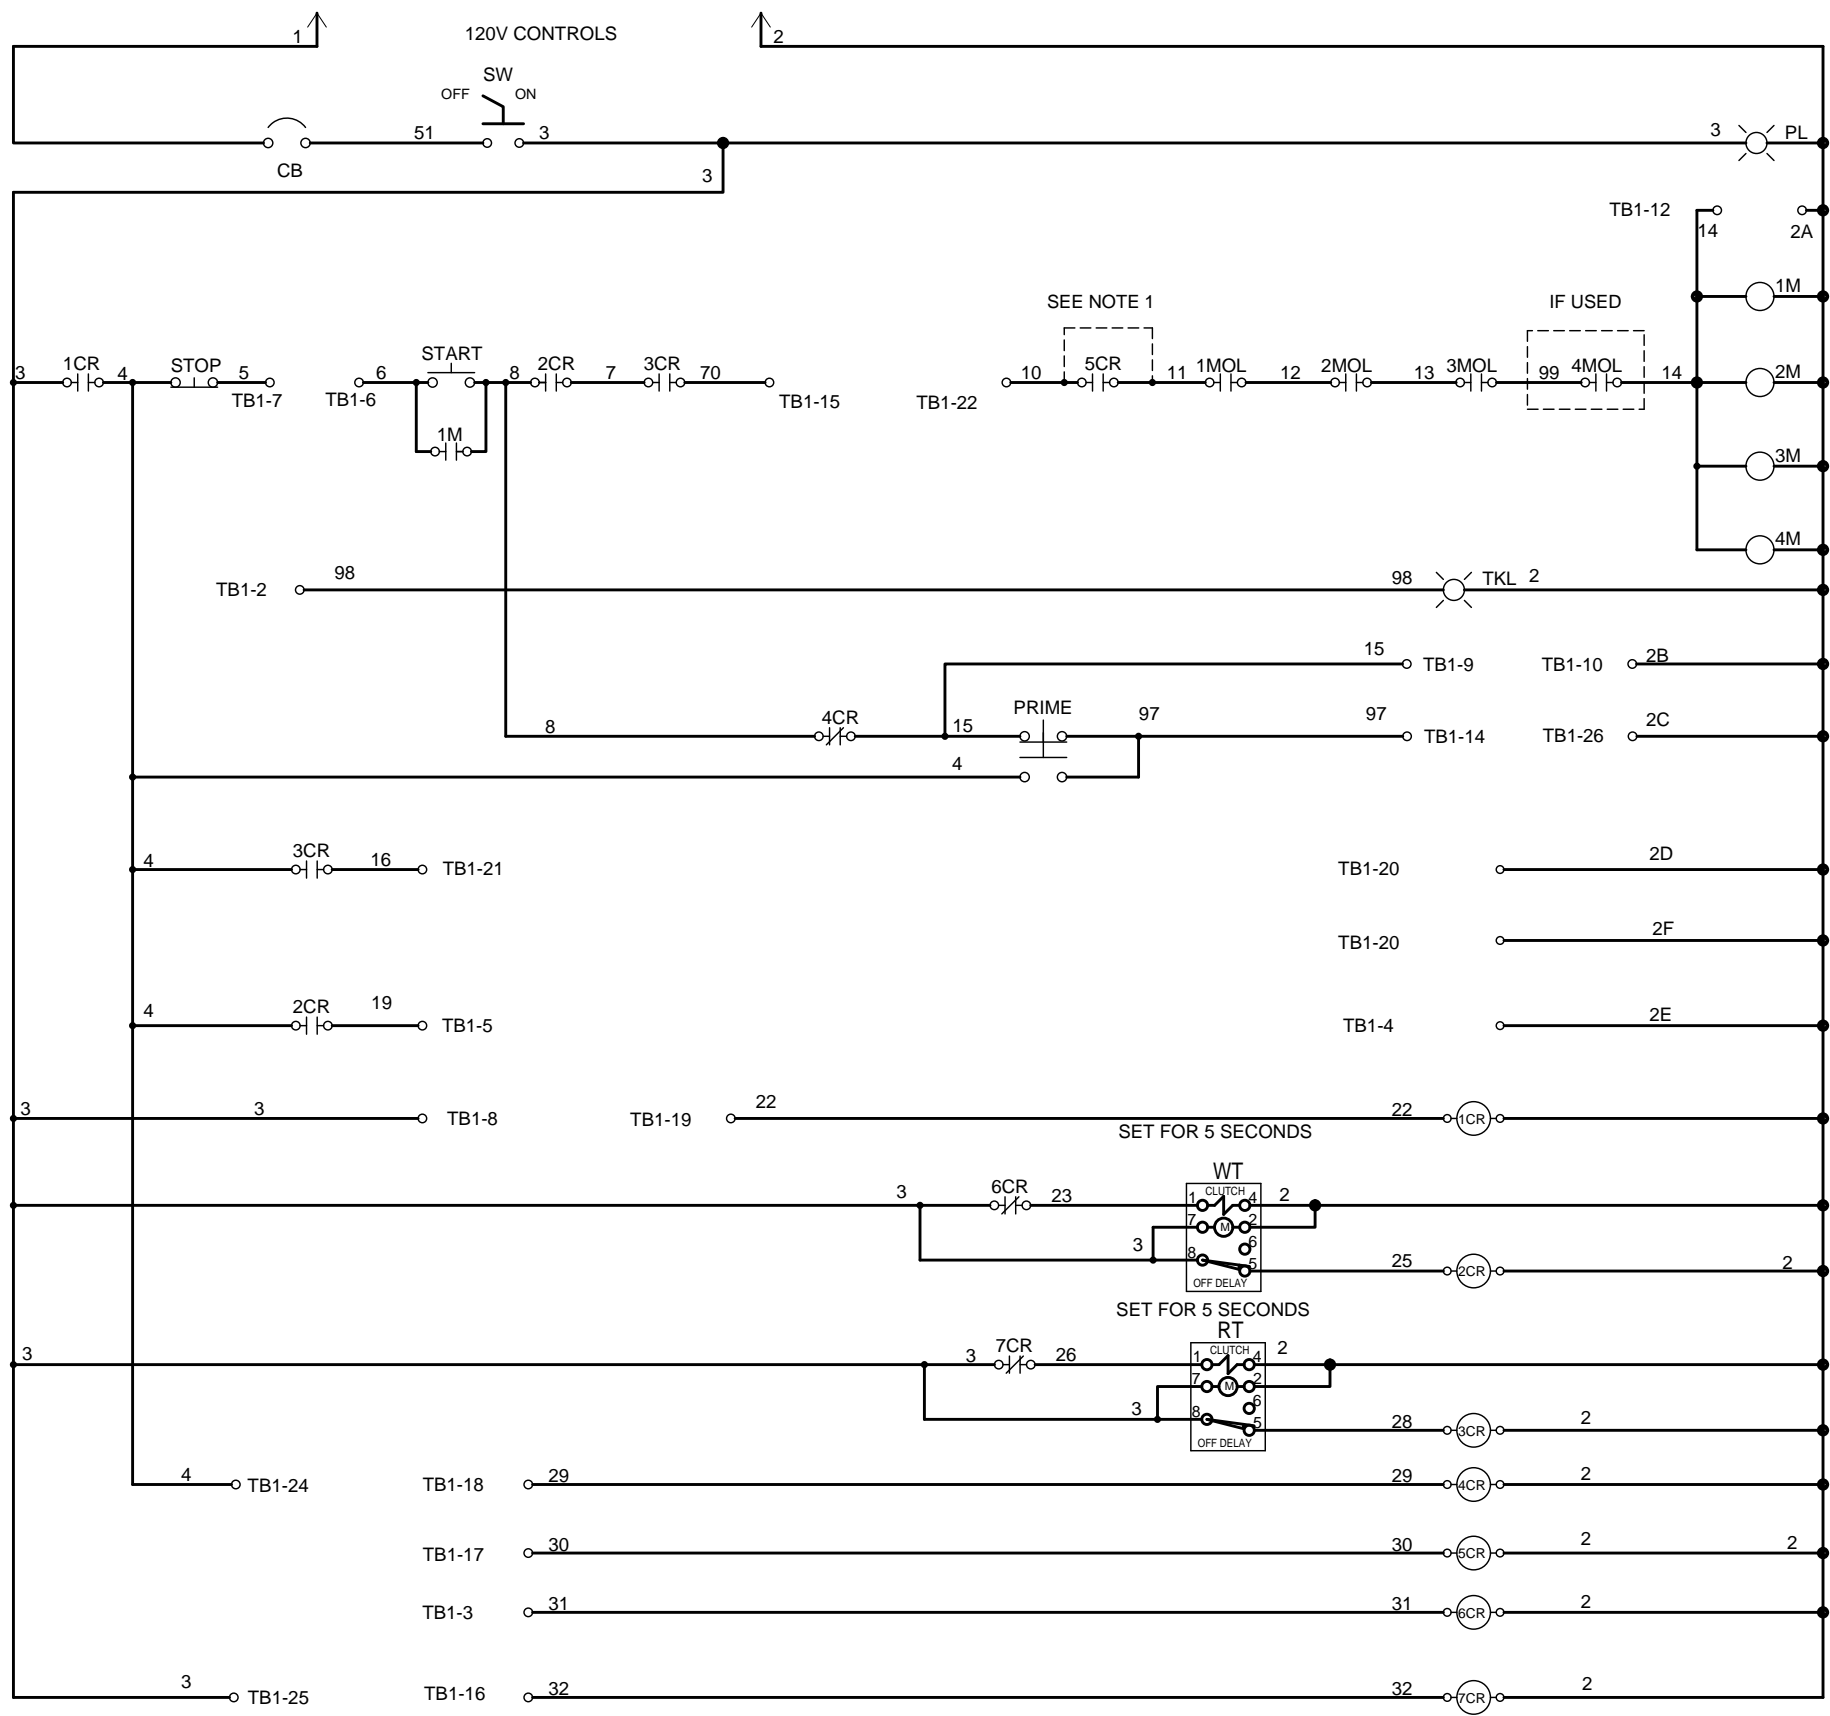 1 120V CONTROLS 2
SW
OFF ON
51 3 3 PL
CB
3
TB1-12
14 2A
SEE NOTE 1 IF USED 1M
3 1CR 4 STOP 5 6 START 8 2CR 7 3CR 70 10 5CR 11 1MOL 12 2MOL 13 3MOL 99 4MOL 14 2M
TB1-7 TB1-6 TB1-15 TB1-22
1M 3M
4M
TB1-2 98 98 TKL 2
15 TB1-9 TB1-10 2B
8 4CR 15 PRIME 97 97 TB1-14 TB1-26 2C
4
4 3CR 16 TB1-21 TB1-20 2D
TB1-20 2F
4 2CR 19 TB1-5 TB1-4 2E
3 3 TB1-8 TB1-19 22 22 1CR
SET FOR 5 SECONDS
WT
3 6CR 23 1 CLUTCH 4 2
7 M 2
3 6
8 5 25 2CR 2
OFF DELAY
SET FOR 5 SECONDS
RT
3 3 7CR 26 1 CLUTCH 4 2
7 M 2
3 6
8 5 28 3CR 2
OFF DELAY
4 TB1-24 TB1-18 29 29 4CR 2
TB1-17 30 30 5CR 2 2
TB1-3 31 31 6CR 2
3 TB1-25 TB1-16 32 32 7CR 2